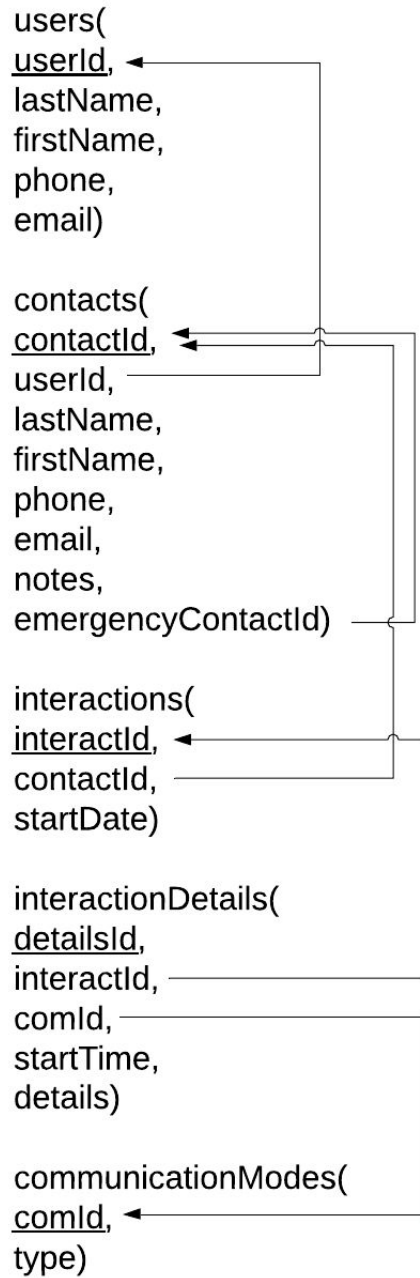 users(
userId,
lastName,
firstName,
phone,
email)
contacts(
contactId,
userId,
lastName,
firstName,
phone,
email,
notes,
emergencyContactId)
interactions(
interactId,
contactId,
startDate)
interactionDetails(
detailsId,
interactId,
comId,
startTime,
details)
communicationModes(
comId,
type)